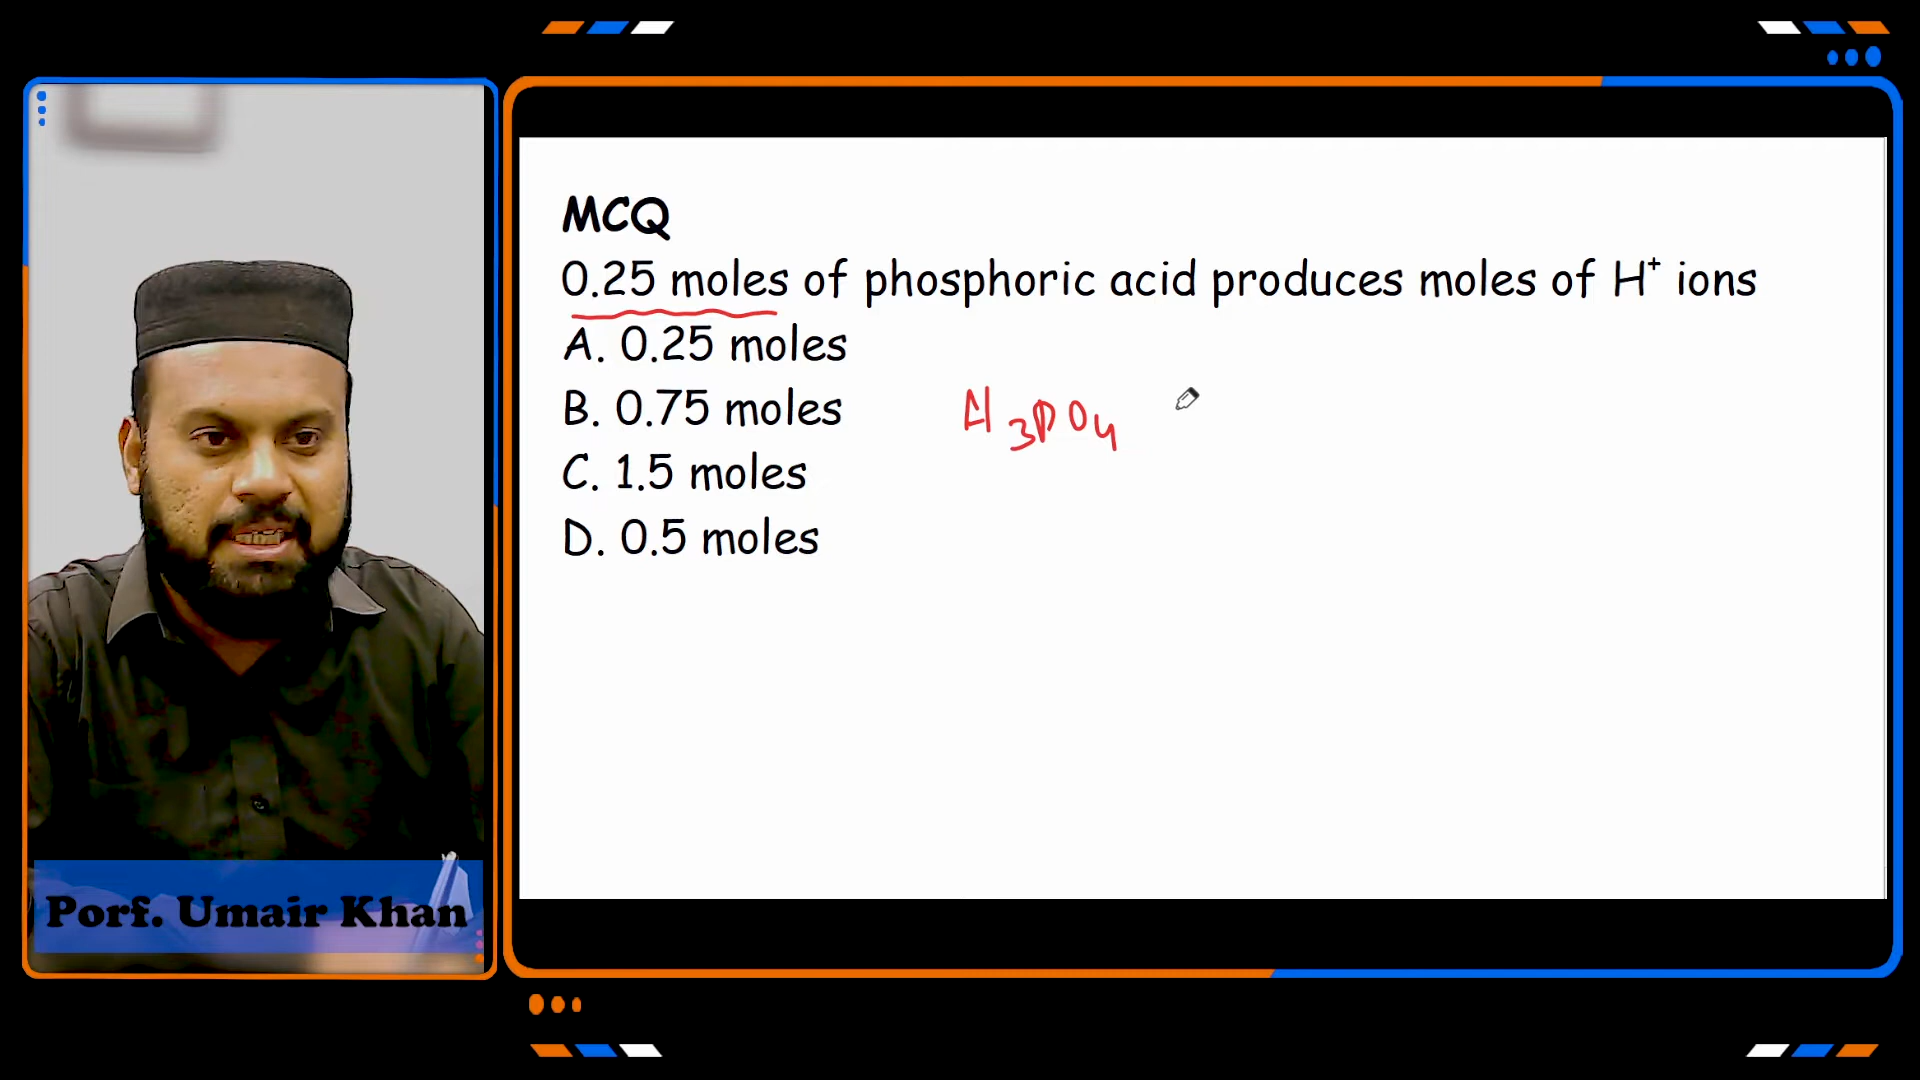 MCQ
0.25 moles of phosphoric acid produces moles of H⁺ ions
A. 0.25 moles
B. 0.75 moles
H₃PO₄
C. 1.5 moles
D. 0.5 moles
Porf. Umair Khan